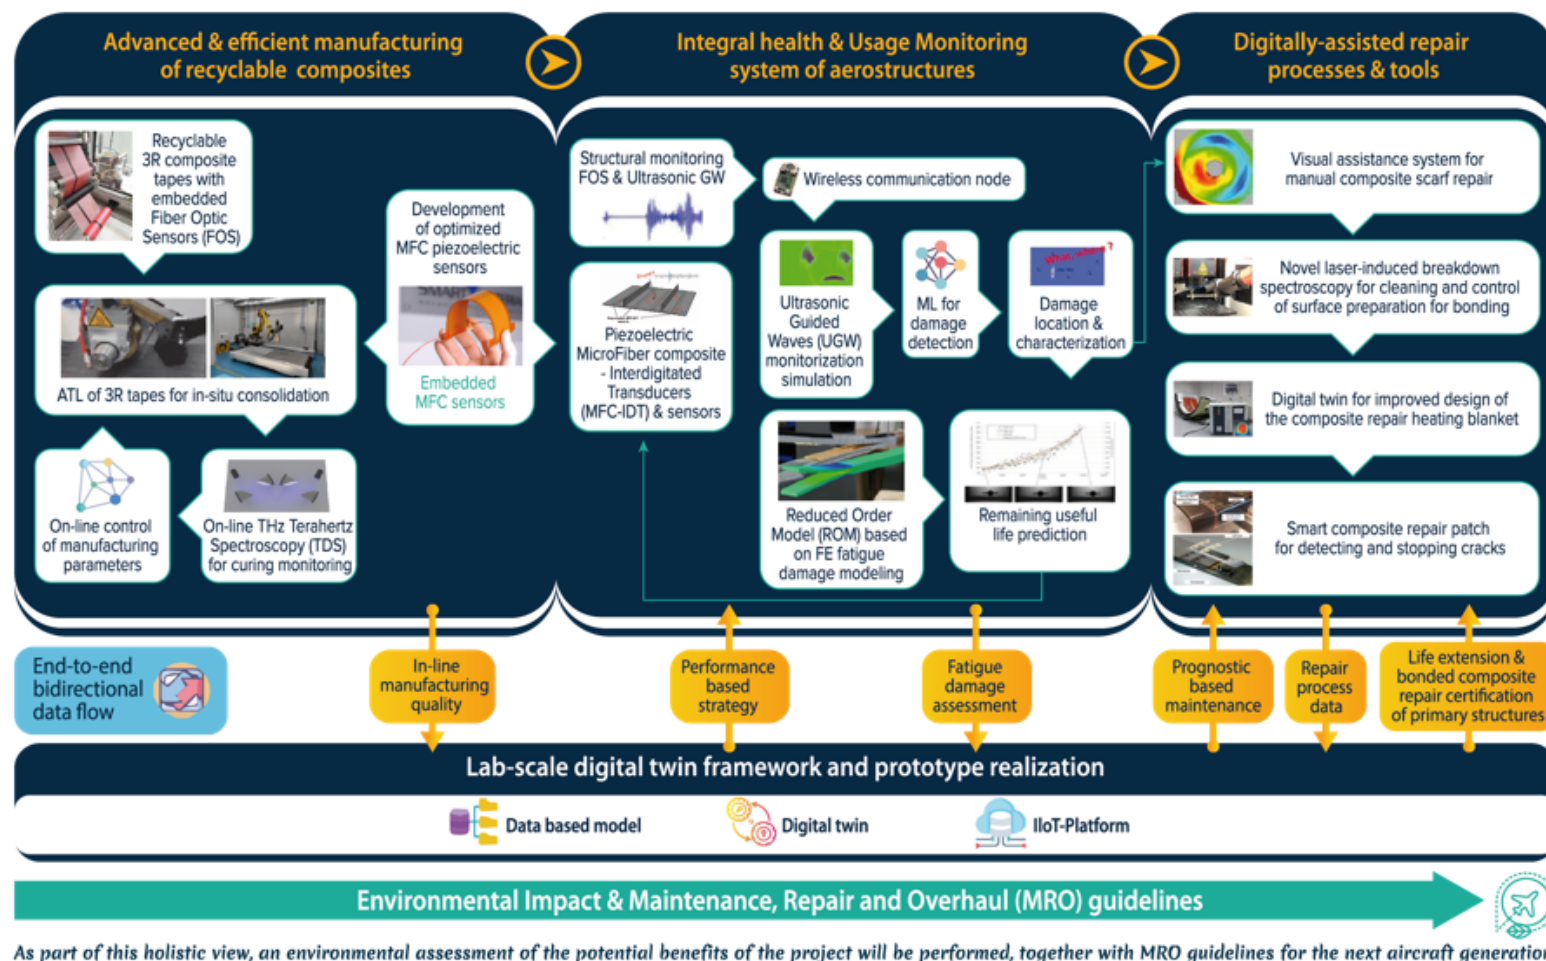 Advanced & efficient manufacturing
of recyclable composites
Integral health & Usage Monitoring
system of aerostructures
Digitally-assisted repair
processes & tools
Recyclable
3R composite
tapes with
embedded
Fiber Optic
Sensors (FOS)
ATL of 3R tapes for in-situ consolidation
On-line control
of manufacturing
parameters
On-line THz Terahertz
Spectroscopy (TDS)
for curing monitoring
Development
of optimized
MFC piezoelectric
sensors
SMART
Embedded
MFC sensors
Structural monitoring
FOS & Ultrasonic GW
Wireless communication node
Piezoelectric
MicroFiber composite
- Interdigitated
Transducers
(MFC-IDT) & sensors
Ultrasonic
Guided
Waves (UGW)
monitorization
simulation
ML for
damage
detection
What, where?
Damage
location &
characterization
Reduced Order
Model (ROM) based
on FE fatigue
damage modeling
Remaining useful
life prediction
Visual assistance system for
manual composite scarf repair
Novel laser-induced breakdown
spectroscopy for cleaning and control
of surface preparation for bonding
Digital twin for improved design of
the composite repair heating blanket
Smart composite repair patch
for detecting and stopping cracks
End-to-end
bidirectional
data flow
In-line
manufacturing
quality
Performance
based
strategy
Fatigue
damage
assessment
Prognostic
based
maintenance
Repair
process
data
Life extension &
bonded composite
repair certification
of primary structures
Lab-scale digital twin framework and prototype realization
Data based model
Digital twin
IIoT-Platform
Environmental Impact & Maintenance, Repair and Overhaul (MRO) guidelines
As part of this holistic view, an environmental assessment of the potential benefits of the project will be performed, together with MRO guidelines for the next aircraft generation